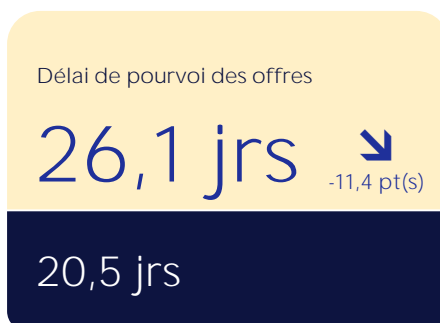 Délai de pourvoi des offres
26,1 jrs
-11,4 pt(s)
20,5 jrs